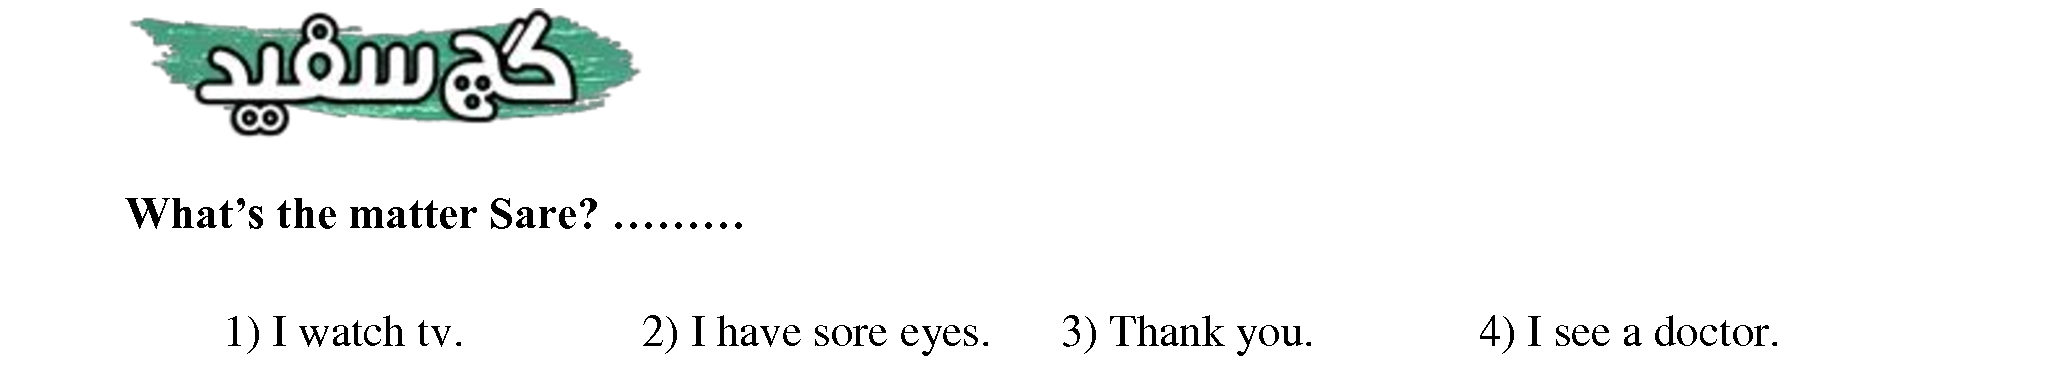 گچ سفید
What's the matter Sare? .........
1) I watch tv. 2) I have sore eyes. 3) Thank you. 4) I see a doctor.